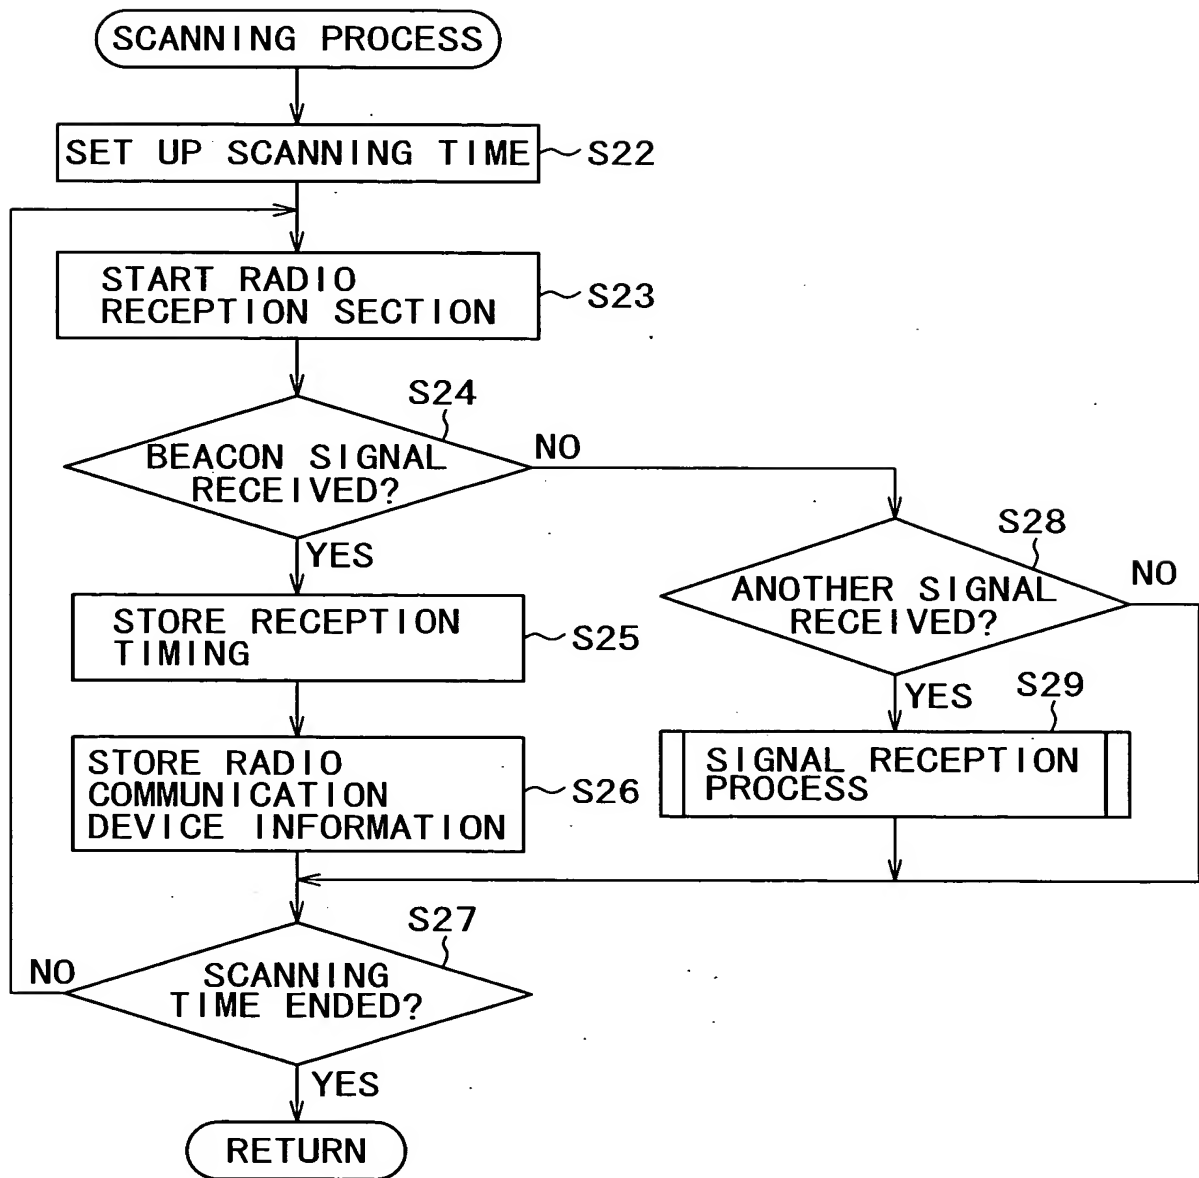 SCANNING PROCESS
SET UP SCANNING TIME
S22
START RADIO
RECEPTION SECTION
S23
S24
BEACON SIGNAL
RECEIVED?
NO
YES
S28
ANOTHER SIGNAL
RECEIVED?
NO
YES
STORE RECEPTION
TIMING
S25
S29
SIGNAL RECEPTION
PROCESS
STORE RADIO
COMMUNICATION
DEVICE INFORMATION
S26
S27
SCANNING
TIME ENDED?
NO
YES
RETURN